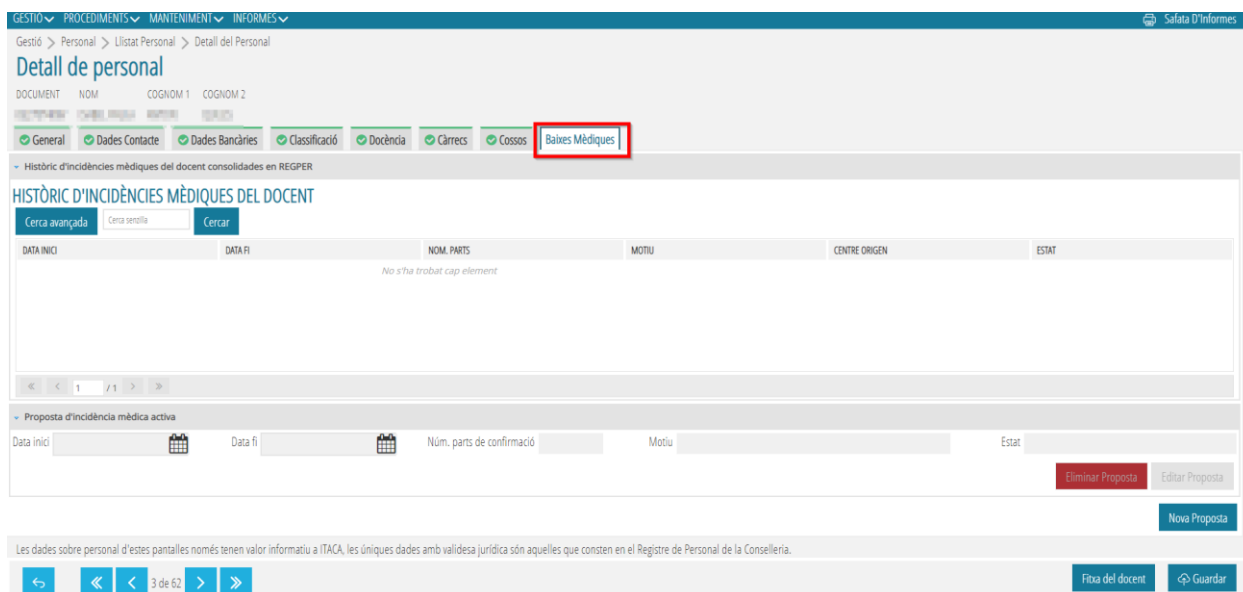 GESTIÓ PROCEDIMENTS MANTENIMENT INFORMES Safata D'Informes
Gestió > Personal > Llistat Personal > Detall del Personal
Detall de personal
DOCUMENT NOM COGNOM 1 COGNOM 2
General Dades Contacte Dades Bancàries Classificació Docència Càrrecs Cossos Baixes Mèdiques
Històric d'incidències mèdiques del docent consolidades en REGPER
HISTÒRIC D'INCIDÈNCIES MÈDIQUES DEL DOCENT
Cerca avançada Cerca senzilla Cercar
DATA INICI DATA FI NOM. PARTS MOTIU CENTRE ORIGEN ESTAT
No s'ha trobat cap element
« < 1 / 1 > »
Proposta d'incidència mèdica activa
Data inici Data fi Núm. parts de confirmació Motiu Estat
Eliminar Proposta Editar Proposta
Nova Proposta
Les dades sobre personal d'estes pantalles només tenen valor informatiu a ITACA, les úniques dades amb validesa jurídica són aquelles que consten en el Registre de Personal de la Conselleria.
« < 3 de 62 > » Fitxa del docent Guardar